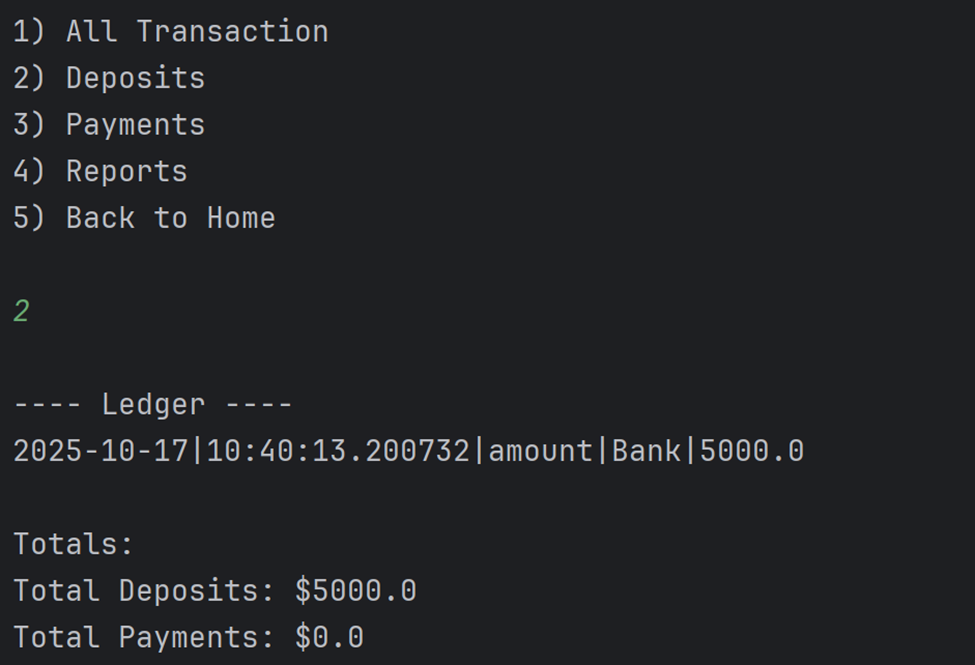 1) All Transaction
2) Deposits
3) Payments
4) Reports
5) Back to Home
2
---- Ledger ----
2025-10-17|10:40:13.200732|amount|Bank|5000.0
Totals:
Total Deposits: $5000.0
Total Payments: $0.0